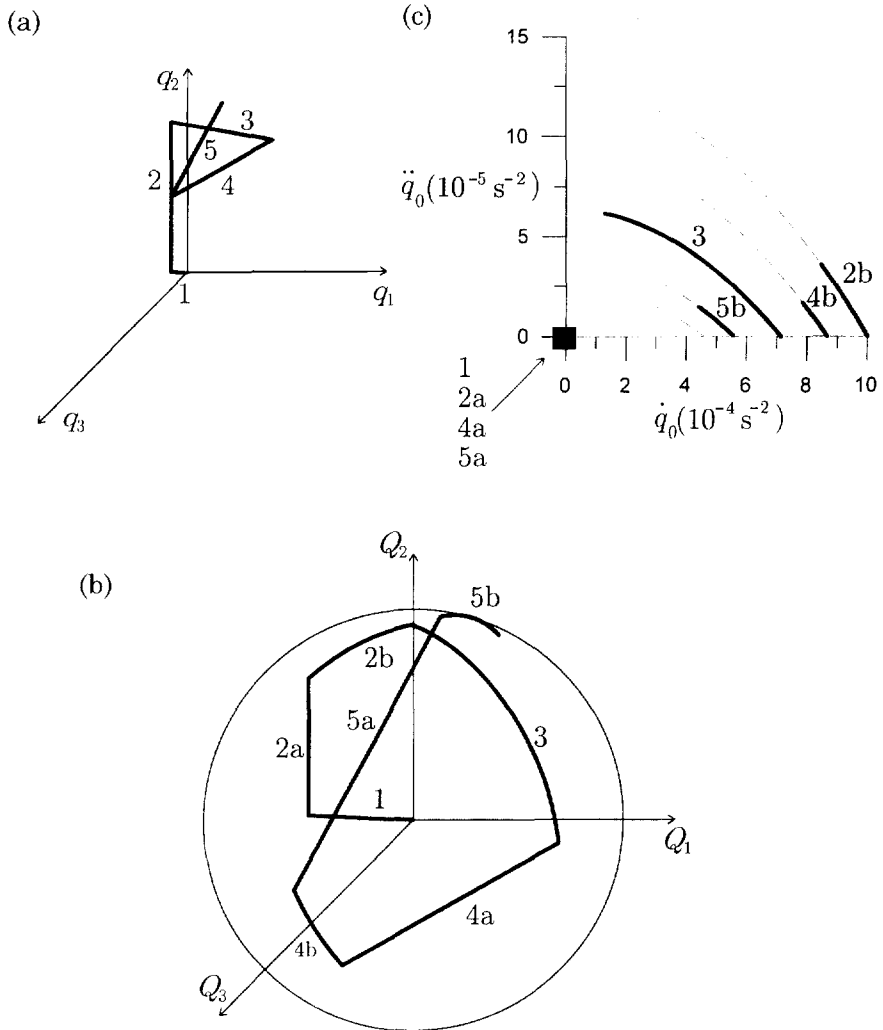 (a)
q₂
3
5
2
4
1
q₁
q₃
(c)
15
10
q̈₀(10⁻⁵ s⁻²)
5
0
3
2b
4b
5b
0 2 4 6 8 10
q̇₀(10⁻⁴ s⁻²)
1
2a
4a
5a
(b)
Q₂
5b
2b
5a
2a
3
1
Q₁
4a
4b
Q₃